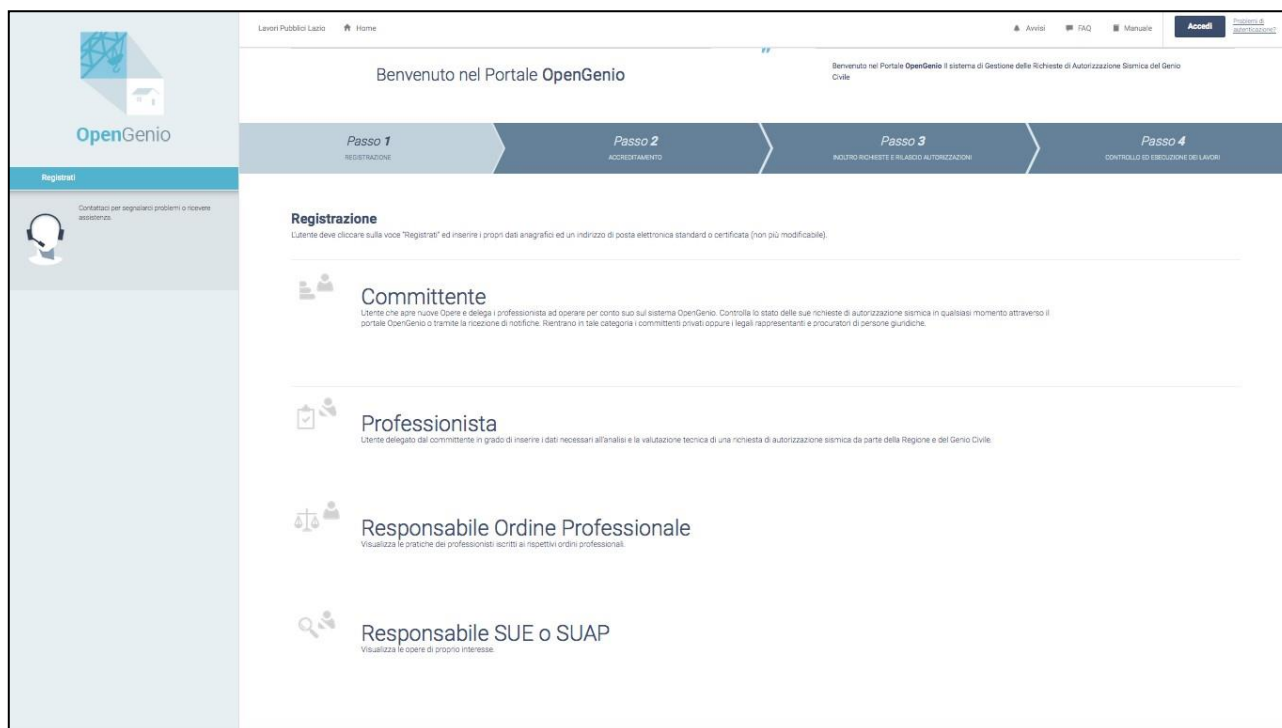 Lavori Pubblici Lazio
Home
Avvisi
FAQ
Manuale
Accedi
Problemi di
autenticazione?
OpenGenio
Registrati
Contattaci per segnalarci problemi o ricevere
assistenza.
Benvenuto nel Portale OpenGenio
Benvenuto nel Portale OpenGenio il sistema di Gestione delle Richieste di Autorizzazione Sismica del Genio
Civile
Passo 1
REGISTRAZIONE
Passo 2
ACCREDITAMENTO
Passo 3
INOLTRO RICHIESTE E RILASCIO AUTORIZZAZIONI
Passo 4
CONTROLLO ED ESECUZIONE DEI LAVORI
Registrazione
L'utente deve cliccare sulla voce "Registrati" ed inserire i propri dati anagrafici ed un indirizzo di posta elettronica standard o certificata (non più modificabile).
Committente
Utente che apre nuove Opere e delega i professionista ad operare per conto suo sul sistema OpenGenio. Controlla lo stato delle sue richieste di autorizzazione sismica in qualsiasi momento attraverso il
portale OpenGenio o tramite la ricezione di notifiche. Rientrano in tale categoria i committenti privati oppure i legali rappresentanti e procuratori di persone giuridiche.
Professionista
Utente delegato dal committente in grado di inserire i dati necessari all'analisi e la valutazione tecnica di una richiesta di autorizzazione sismica da parte della Regione e del Genio Civile.
Responsabile Ordine Professionale
Visualizza le pratiche dei professionisti iscritti ai rispettivi ordini professionali.
Responsabile SUE o SUAP
Visualizza le opere di proprio interesse.